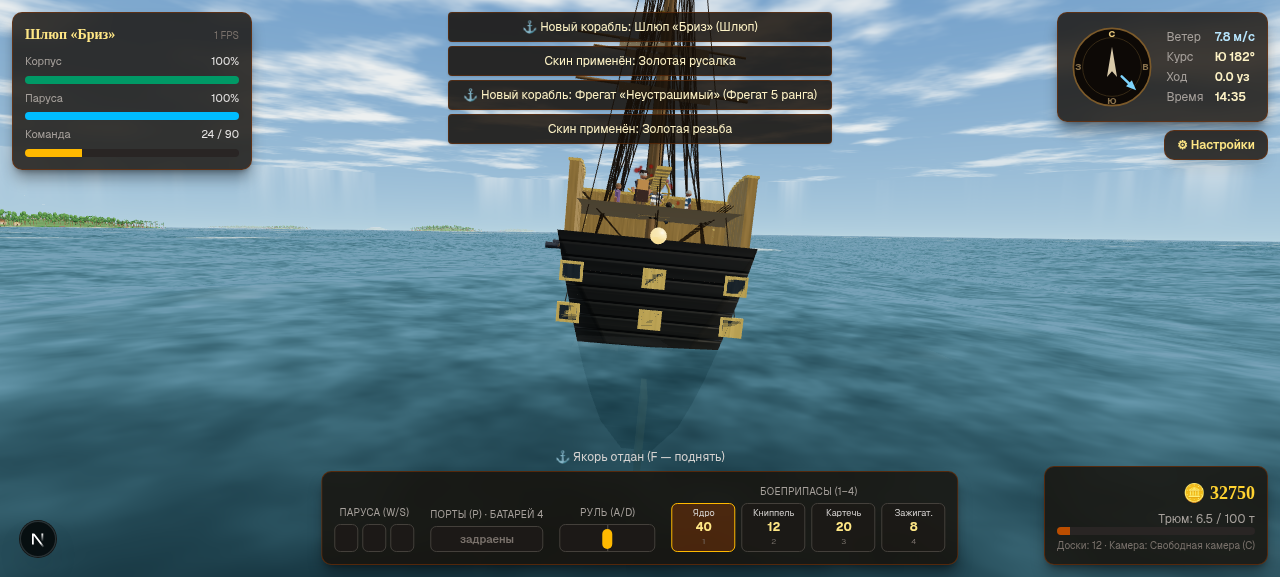 Шлюп «Бриз»
1 FPS
Корпус 100%
Паруса 100%
Команда 24 / 90
⚓ Новый корабль: Шлюп «Бриз» (Шлюп)
Скин применён: Золотая русалка
⚓ Новый корабль: Фрегат «Неустрашимый» (Фрегат 5 ранга)
Скин применён: Золотая резьба
С
З
В
Ю
Ветер 7.8 м/с
Курс Ю 182°
Ход 0.0 уз
Время 14:35
⚙ Настройки
⚓ Якорь отдан (F — поднять)
ПАРУСА (W/S)
ПОРТЫ (P) · БАТАРЕЙ 4
задраены
РУЛЬ (A/D)
БОЕПРИПАСЫ (1–4)
Ядро
40
1
Книппель
12
2
Картечь
20
3
Зажигат.
8
4
🪙 32750
Трюм: 6.5 / 100 т
Доски: 12 · Камера: Свободная камера (C)
N